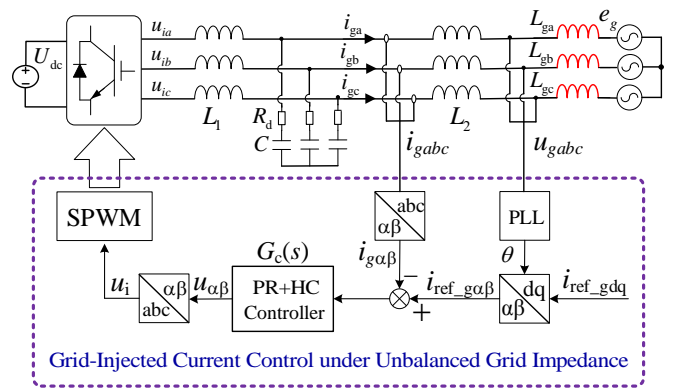 u_ia
i_ga
L_ga
e_g
U_dc
u_ib
i_gb
L_gb
u_ic
i_gc
L_gc
L_1
R_d
L_2
C
i_gabc
u_gabc
SPWM
abc
αβ
PLL
G_c(s)
i_gαβ
θ
u_i
αβ
abc
u_αβ
PR+HC
Controller
−
+
i_ref_gαβ
dq
αβ
i_ref_gdq
Grid-Injected Current Control under Unbalanced Grid Impedance